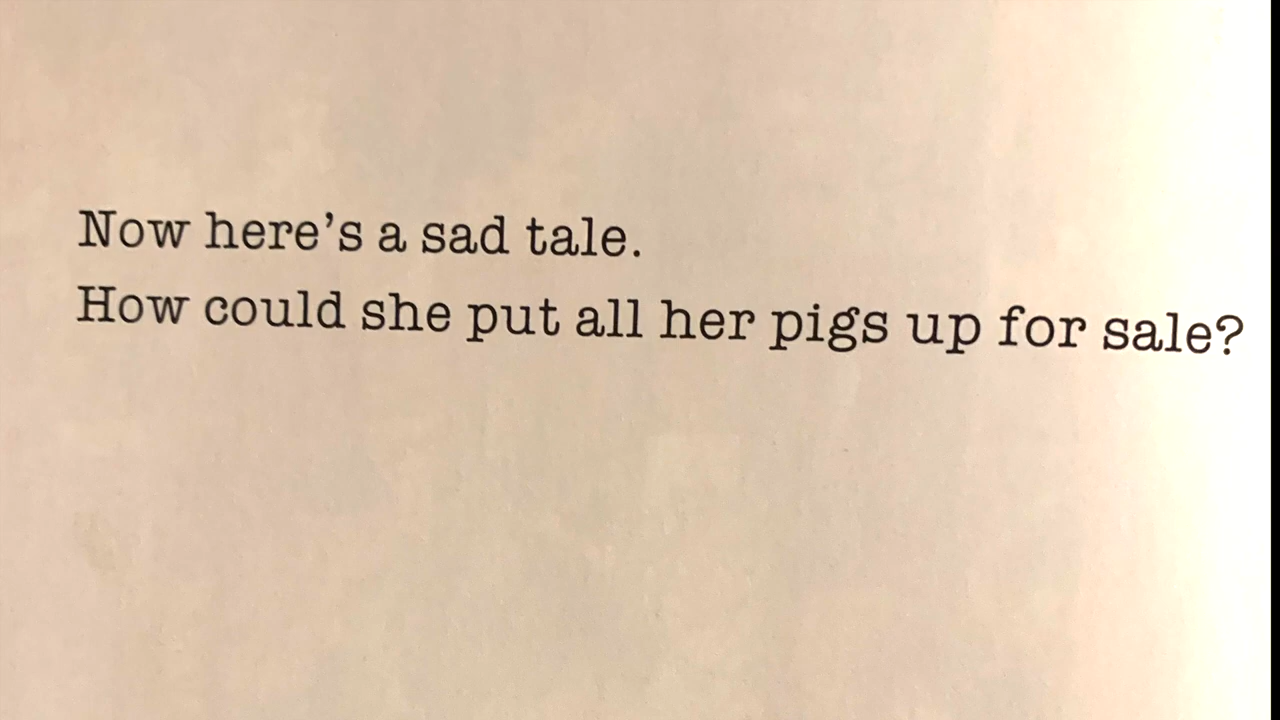 Now here’s a sad tale.
How could she put all her pigs up for sale?